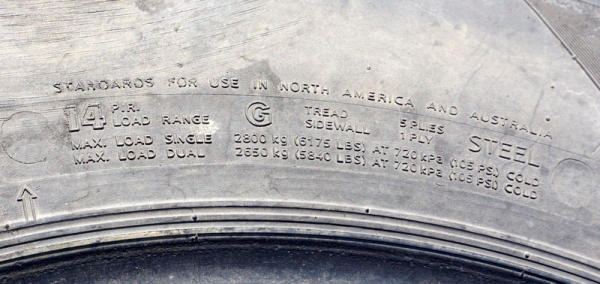 STANDARDS FOR USE IN NORTH AMERICA AND AUSTRALIA
14 P.R. LOAD RANGE G TREAD 5 PLIES SIDEWALL 1 PLY STEEL
MAX. LOAD SINGLE 2800 KG (6175 LBS) AT 720 KPa (105 PSI) COLD
MAX. LOAD DUAL 2650 KG (5840 LBS) AT 720 KPa (105 PSI) COLD